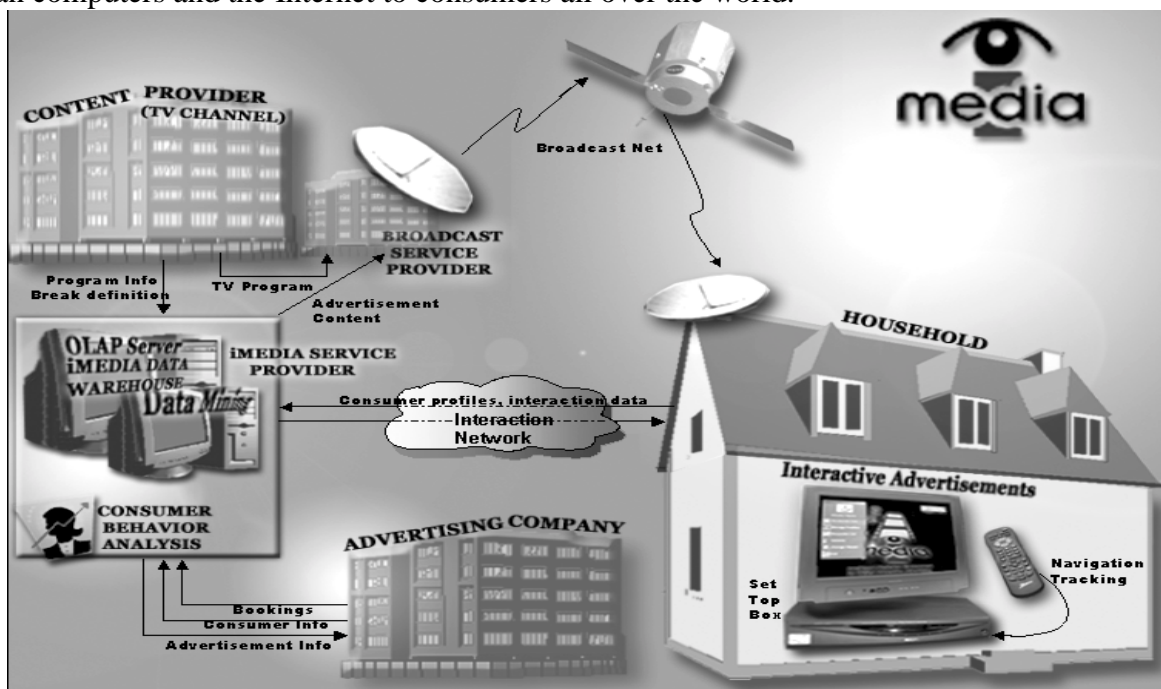 an computers and the Internet to consumers all over the world.
media
CONTENT PROVIDER
(TV CHANNEL)
Broadcast Net
BROADCAST
SERVICE
PROVIDER
Program Info
Break definition
TV Program
Advertisement
Content
OLAP Server
iMEDIA DATA
WAREHOUSE
Data Mining
iMEDIA SERVICE
PROVIDER
HOUSEHOLD
Consumer profiles, interaction data
Interaction
Network
Interactive Advertisements
CONSUMER
BEHAVIOR
ANALYSIS
ADVERTISING COMPANY
Set
Top
Box
Navigation
Tracking
Bookings
Consumer Info
Advertisement Info